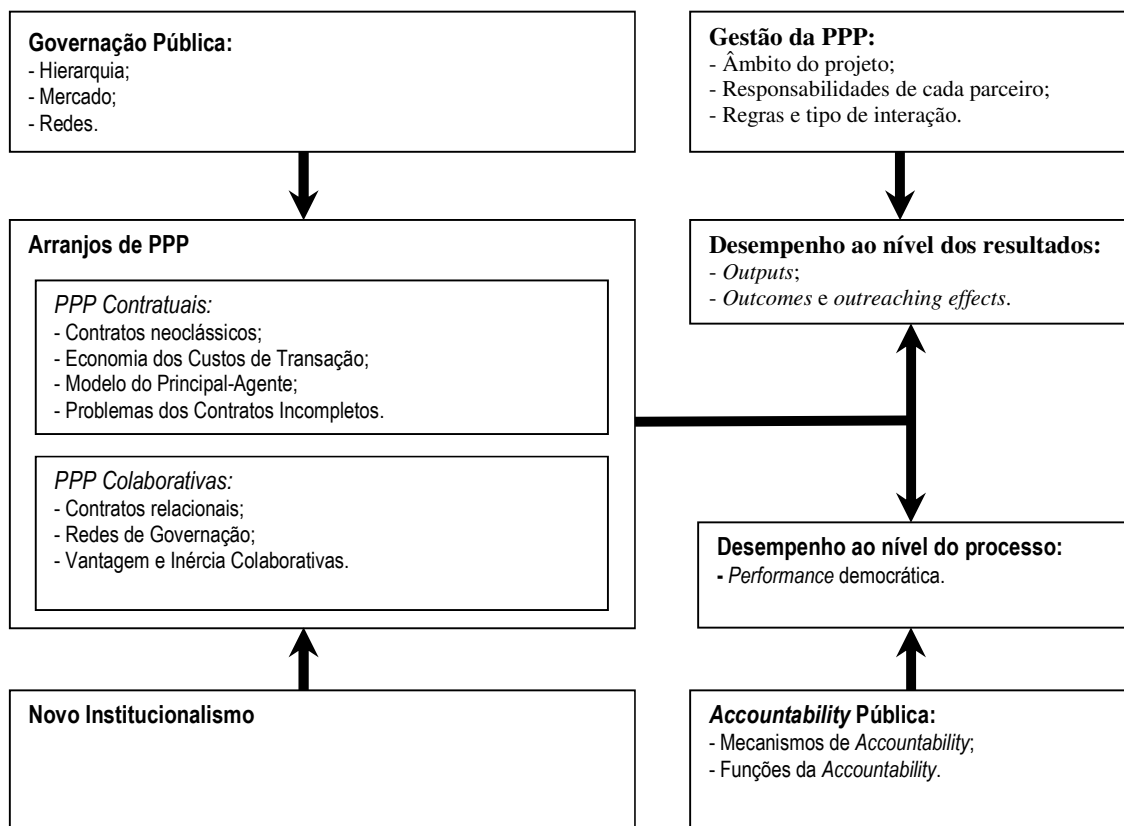 Governação Pública:
- Hierarquia;
- Mercado;
- Redes.
Gestão da PPP:
- Âmbito do projeto;
- Responsabilidades de cada parceiro;
- Regras e tipo de interação.
Arranjos de PPP
PPP Contratuais:
- Contratos neoclássicos;
- Economia dos Custos de Transação;
- Modelo do Principal-Agente;
- Problemas dos Contratos Incompletos.
PPP Colaborativas:
- Contratos relacionais;
- Redes de Governação;
- Vantagem e Inércia Colaborativas.
Desempenho ao nível dos resultados:
- Outputs;
- Outcomes e outreaching effects.
Desempenho ao nível do processo:
- Performance democrática.
Novo Institucionalismo
Accountability Pública:
- Mecanismos de Accountability;
- Funções da Accountability.